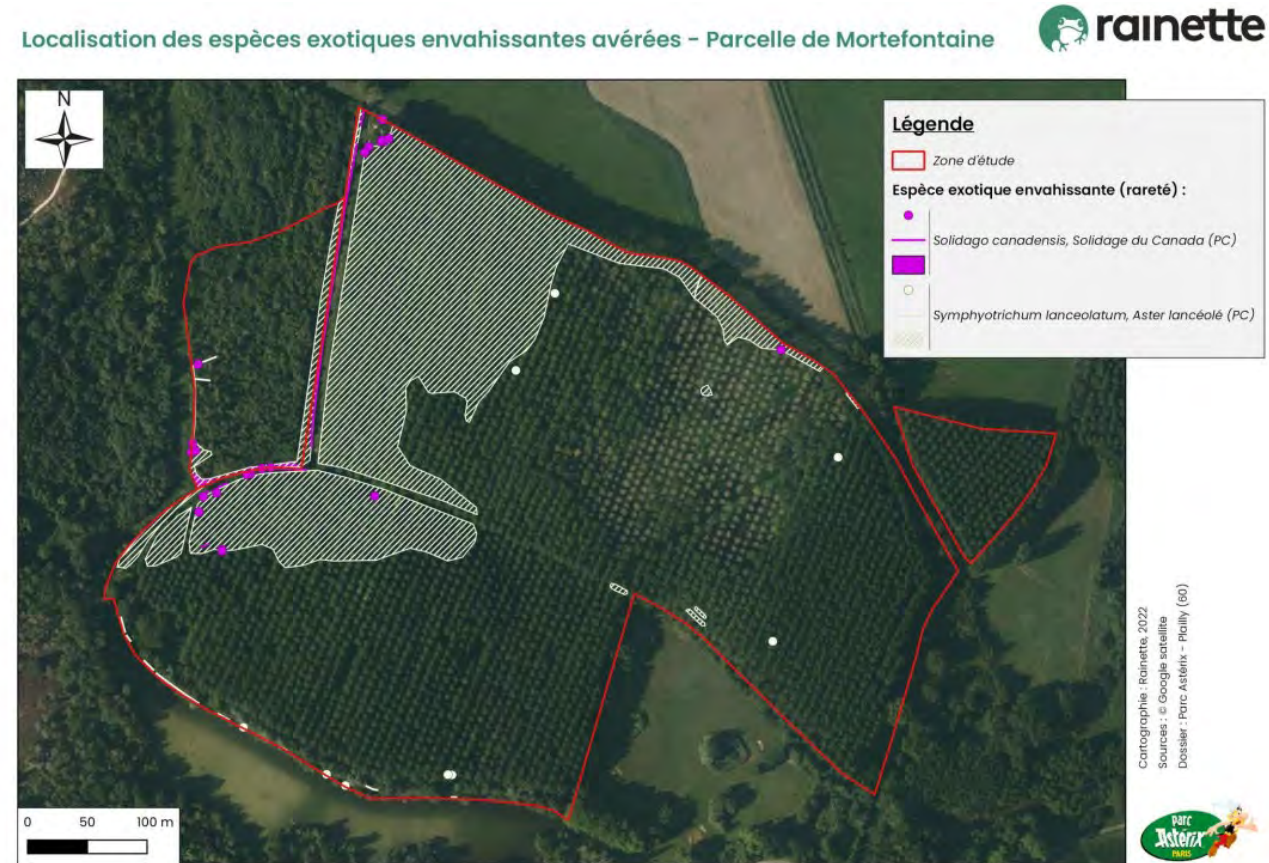 Localisation des espèces exotiques envahissantes avérées - Parcelle de Mortefontaine
rainette
N
Légende
Zone d'étude
Espèce exotique envahissante (rareté) :
Solidago canadensis, Solidage du Canada (PC)
Symphyotrichum lanceolatum, Aster lancéolé (PC)
Cartographie : Rainette, 2022
Sources : © Google satellite
Dossier : Parc Astérix - Plailly (60)
0 50 100 m
parc
Astérix
PARIS